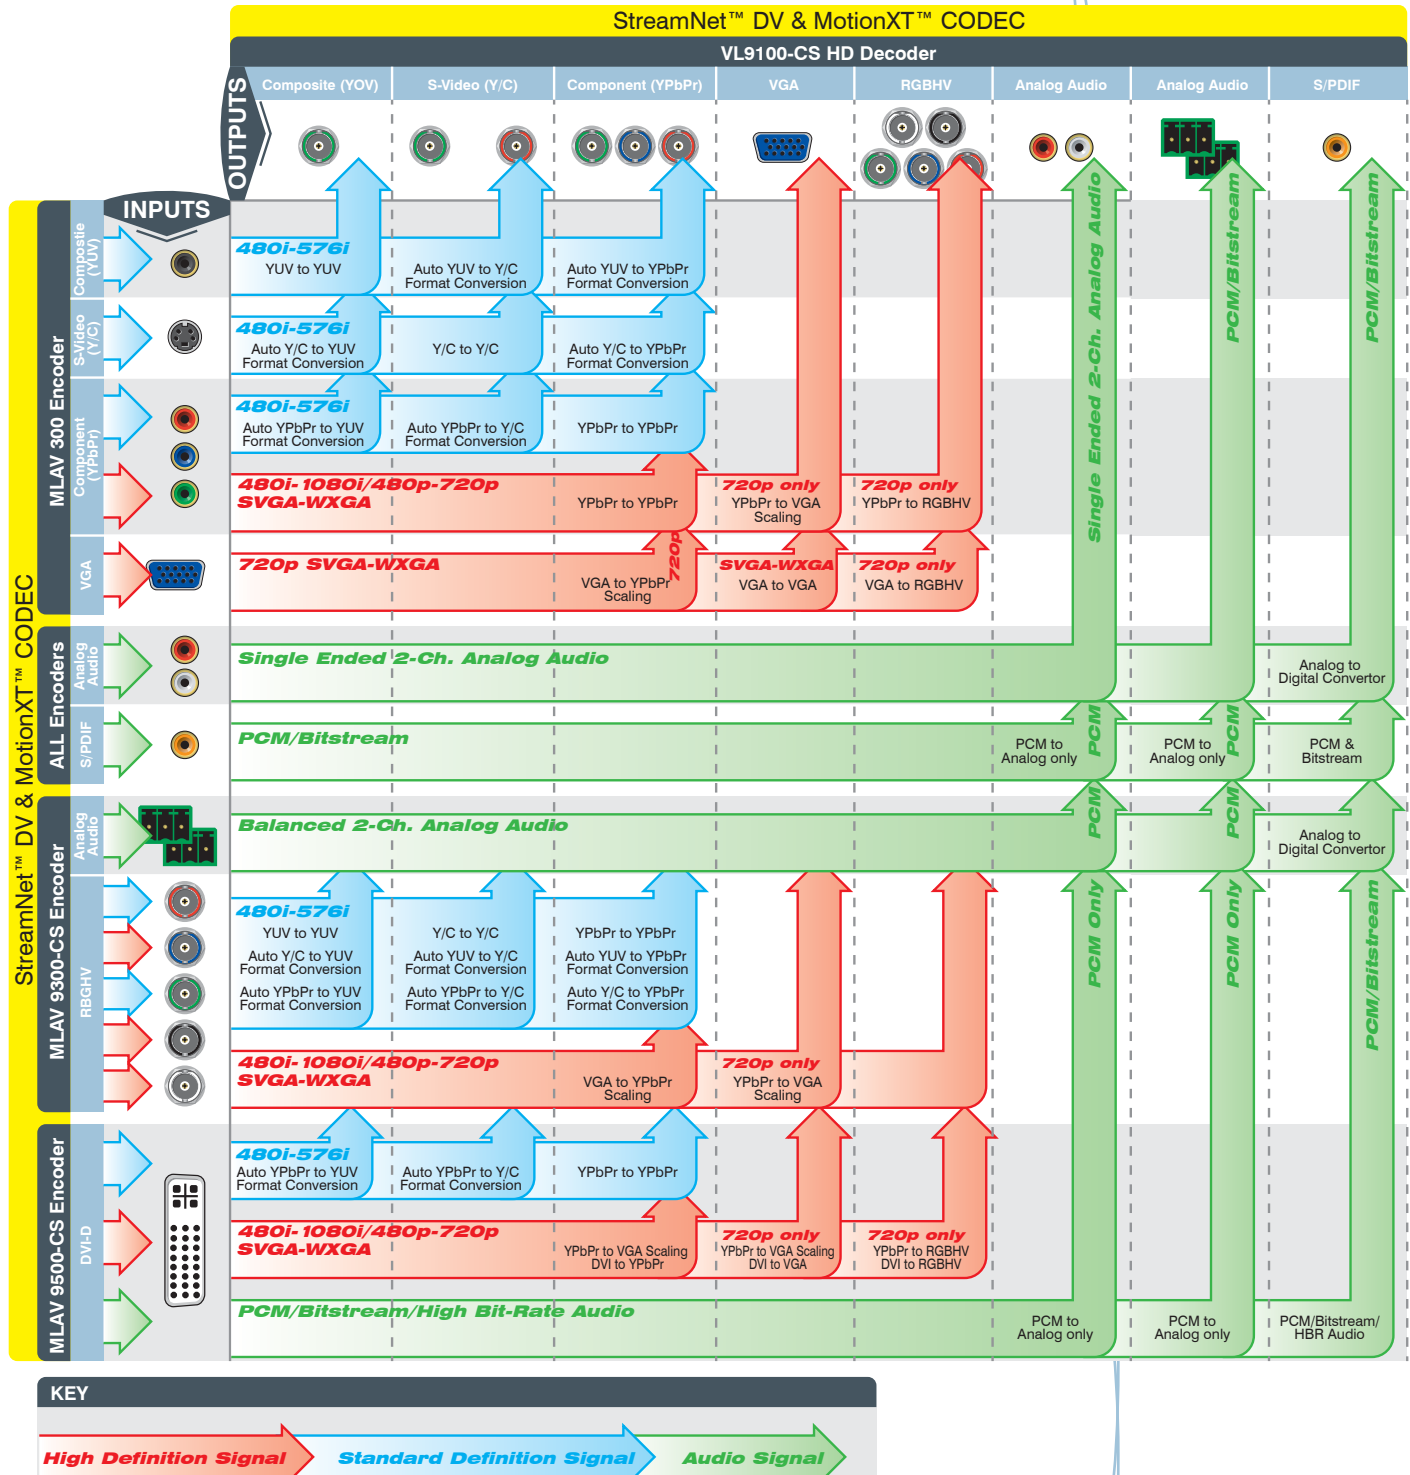 StreamNet™ DV & MotionXT™ CODEC
VL9100-CS HD Decoder
OUTPUTS
Composite (YOV)
S-Video (Y/C)
Component (YPbPr)
VGA
RGBHV
Analog Audio
Analog Audio
S/PDIF
INPUTS
StreamNet™ DV & MotionXT™ CODEC
MLAV 300 Encoder
Compostie
(YUV)
480i-576i
YUV to YUV
Auto YUV to Y/C
Format Conversion
Auto YUV to YPbPr
Format Conversion
Single Ended 2-Ch. Analog Audio
PCM/Bitstream
PCM/Bitstream
S-Video
(Y/C)
480i-576i
Auto Y/C to YUV
Format Conversion
Y/C to Y/C
Auto Y/C to YPbPr
Format Conversion
Component
(YPbPr)
480i-576i
Auto YPbPr to YUV
Format Conversion
Auto YPbPr to Y/C
Format Conversion
YPbPr to YPbPr
480i-1080i/480p-720p
SVGA-WXGA
YPbPr to YPbPr
720p only
YPbPr to VGA
Scaling
720p only
YPbPr to RGBHV
VGA
720p SVGA-WXGA
VGA to YPbPr
Scaling
720p
SVGA-WXGA
VGA to VGA
720p only
VGA to RGBHV
ALL Encoders
Analog
Audio
Single Ended 2-Ch. Analog Audio
Analog to
Digital Convertor
S/PDIF
PCM/Bitstream
PCM to
Analog only
PCM
PCM to
Analog only
PCM
PCM &
Bitstream
MLAV 9300-CS Encoder
Analog
Audio
Balanced 2-Ch. Analog Audio
PCM
PCM
Analog to
Digital Convertor
RBGHV
480i-576i
YUV to YUV
Auto Y/C to YUV
Format Conversion
Auto YPbPr to YUV
Format Conversion
Y/C to Y/C
Auto YUV to Y/C
Format Conversion
Auto YPbPr to Y/C
Format Conversion
YPbPr to YPbPr
Auto YUV to YPbPr
Format Conversion
Auto Y/C to YPbPr
Format Conversion
PCM Only
PCM Only
PCM/Bitstream
480i-1080i/480p-720p
SVGA-WXGA
VGA to YPbPr
Scaling
720p only
YPbPr to VGA
Scaling
MLAV 9500-CS Encoder
DVI-D
480i-576i
Auto YPbPr to YUV
Format Conversion
Auto YPbPr to Y/C
Format Conversion
YPbPr to YPbPr
480i-1080i/480p-720p
SVGA-WXGA
YPbPr to VGA Scaling
DVI to YPbPr
720p only
YPbPr to VGA Scaling
DVI to VGA
720p only
YPbPr to RGBHV
DVI to RGBHV
PCM/Bitstream/High Bit-Rate Audio
PCM to
Analog only
PCM to
Analog only
PCM/Bitstream/
HBR Audio
KEY
High Definition Signal
Standard Definition Signal
Audio Signal